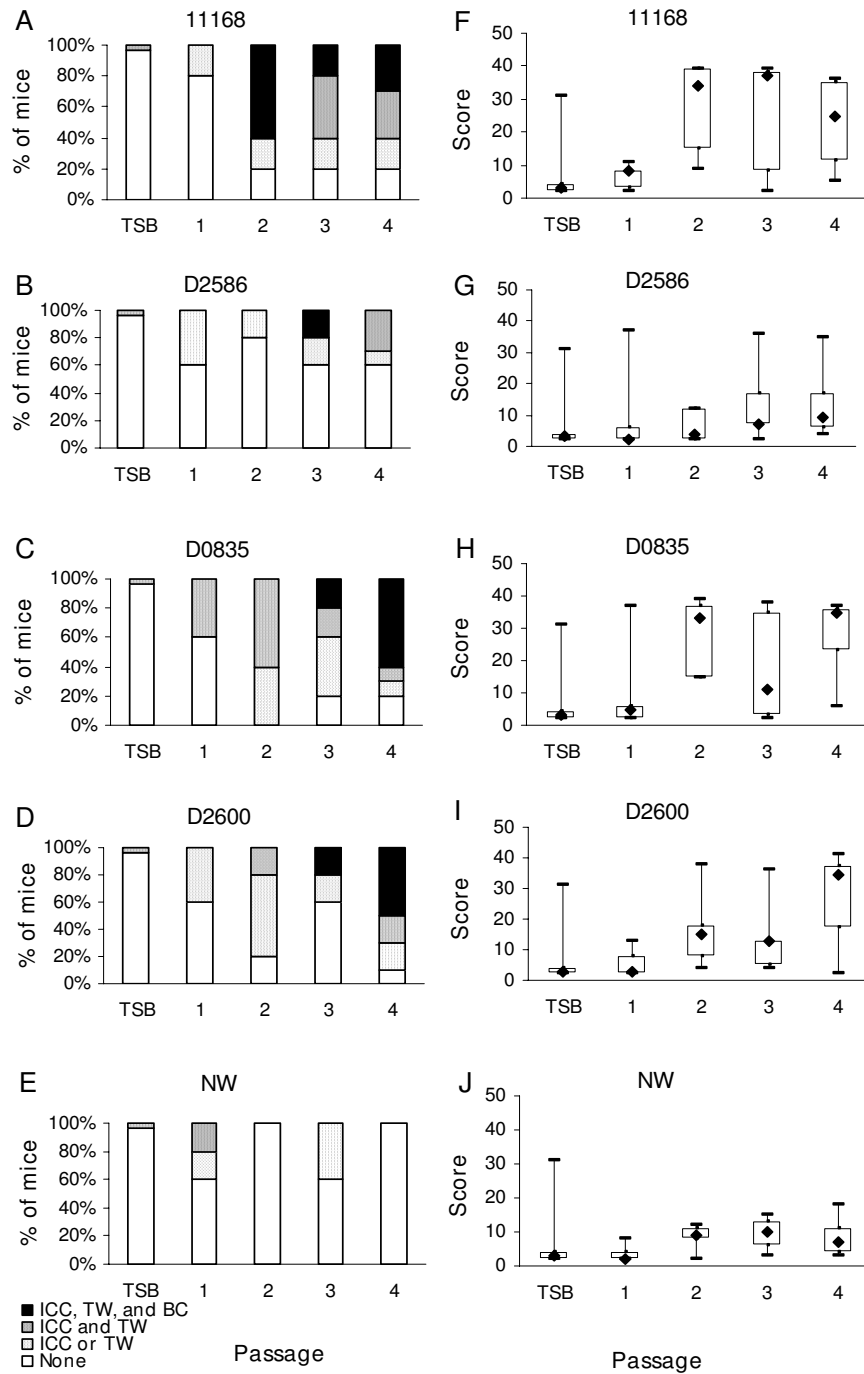 A
11168
100%
80%
60%
40%
20%
0%
% of mice
TSB 1 2 3 4
F
11168
50
40
30
20
10
0
Score
TSB 1 2 3 4
B
D2586
100%
80%
60%
40%
20%
0%
% of mice
TSB 1 2 3 4
G
D2586
50
40
30
20
10
0
Score
TSB 1 2 3 4
C
D0835
100%
80%
60%
40%
20%
0%
% of mice
TSB 1 2 3 4
H
D0835
50
40
30
20
10
0
Score
TSB 1 2 3 4
D
D2600
100%
80%
60%
40%
20%
0%
% of mice
TSB 1 2 3 4
I
D2600
50
40
30
20
10
0
Score
TSB 1 2 3 4
E
NW
100%
80%
60%
40%
20%
0%
% of mice
TSB 1 2 3 4
J
NW
50
40
30
20
10
0
Score
TSB 1 2 3 4
ICC, TW, and BC
ICC and TW
ICC or TW
None
Passage
Passage